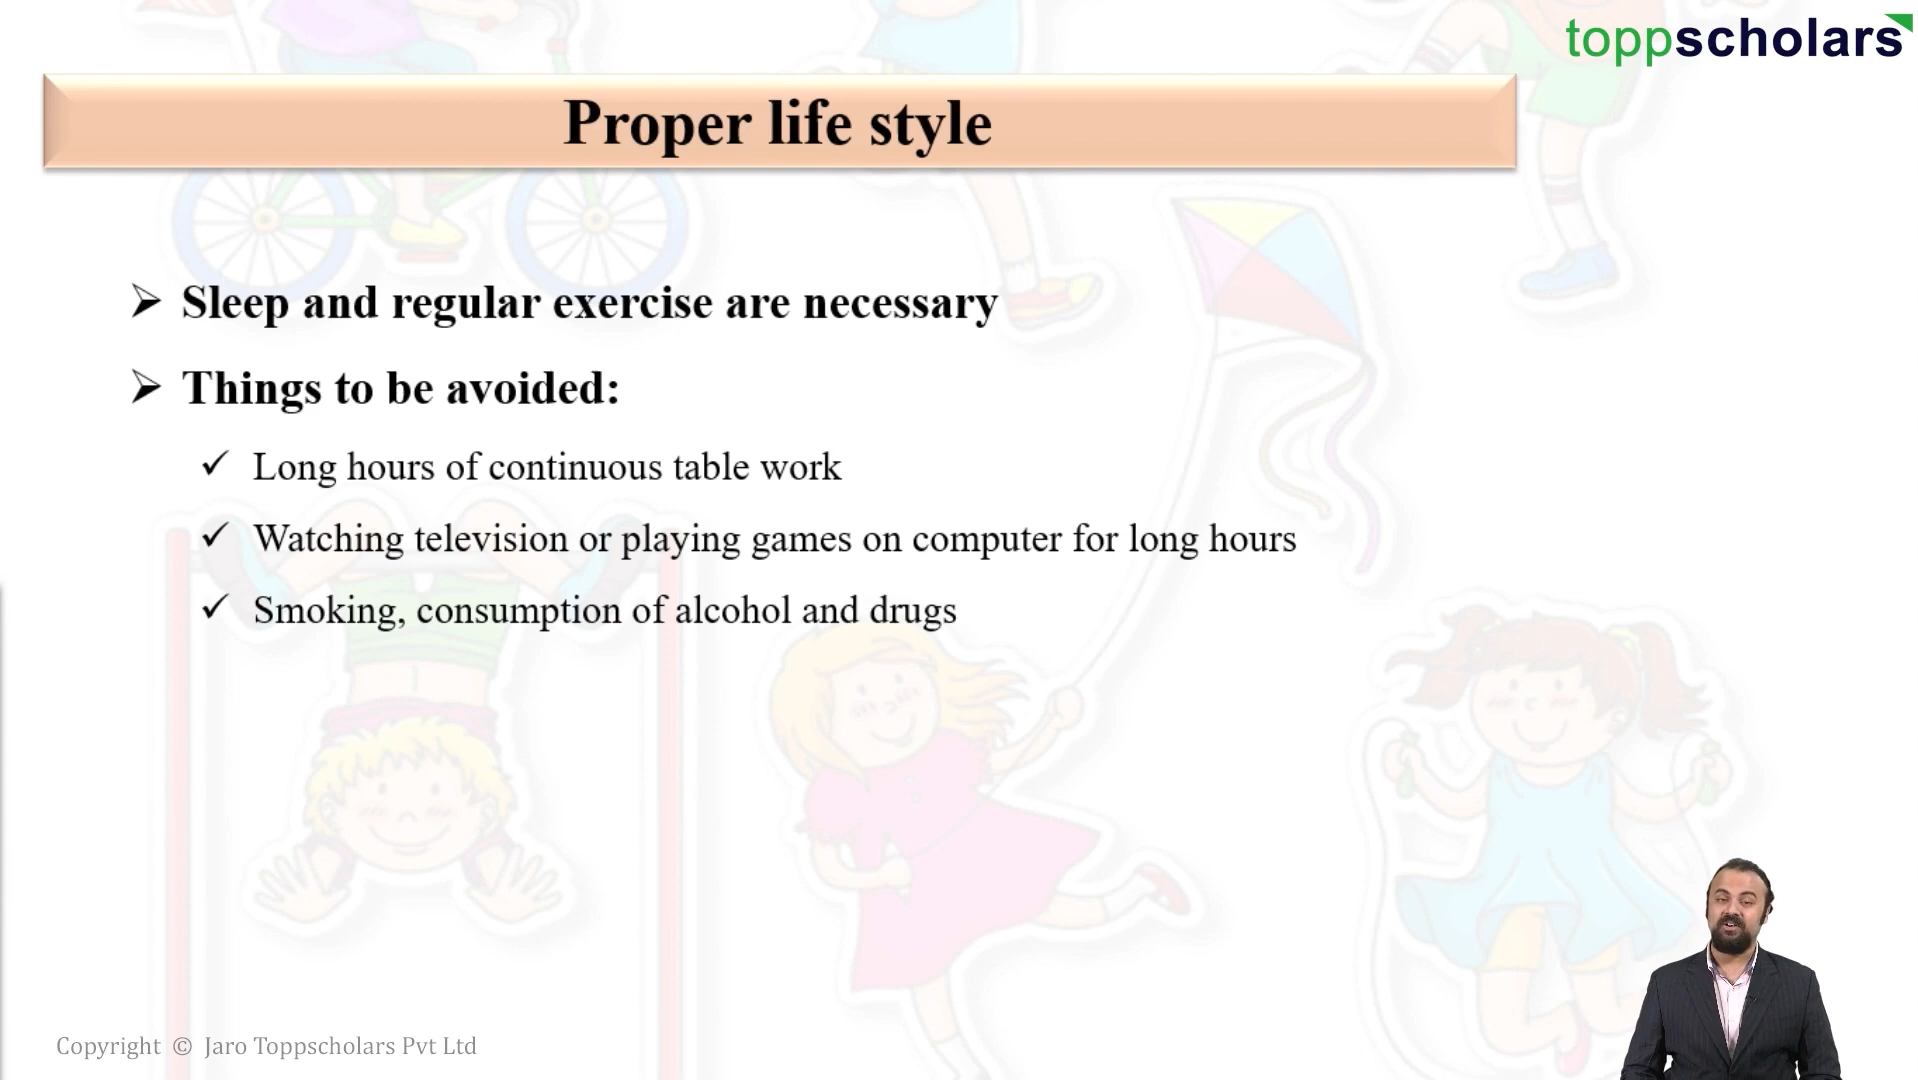 toppscholars
Proper life style
➢ Sleep and regular exercise are necessary
➢ Things to be avoided:
✓ Long hours of continuous table work
✓ Watching television or playing games on computer for long hours
✓ Smoking, consumption of alcohol and drugs
Copyright © Jaro Toppscholars Pvt Ltd